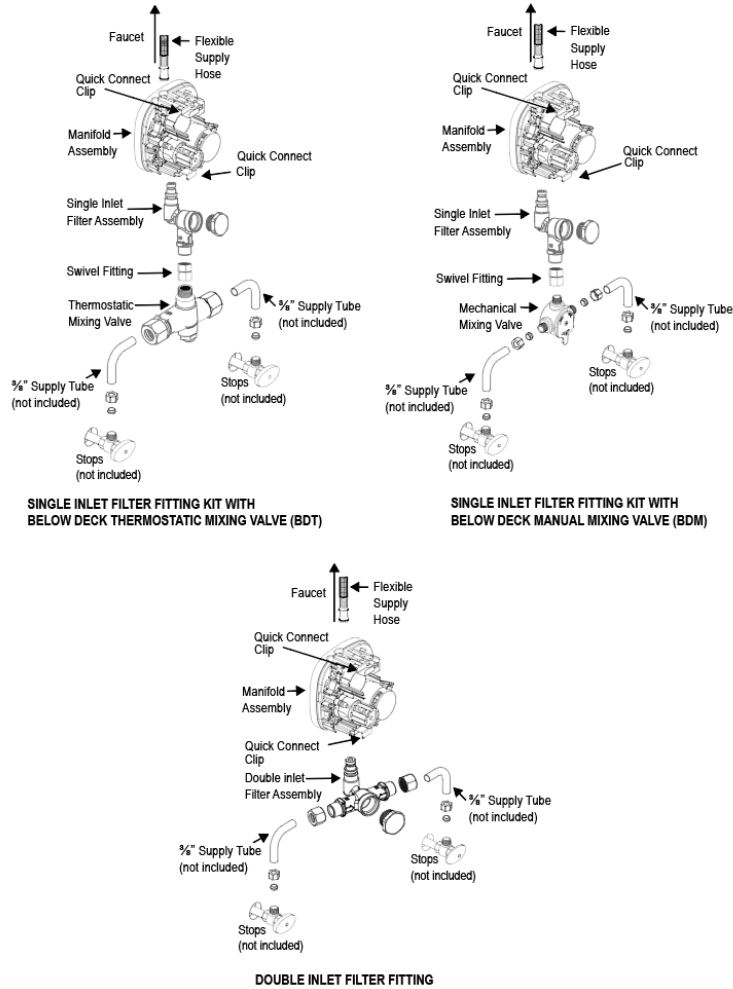 Faucet
Flexible
Supply
Hose
Quick Connect
Clip
Manifold
Assembly
Quick Connect
Clip
Single Inlet
Filter Assembly
Swivel Fitting
Thermostatic
Mixing Valve
⅜" Supply Tube
(not included)
⅜" Supply Tube
(not included)
Stops
(not included)
Stops
(not included)
SINGLE INLET FILTER FITTING KIT WITH
BELOW DECK THERMOSTATIC MIXING VALVE (BDT)
Faucet
Flexible
Supply
Hose
Quick Connect
Clip
Manifold
Assembly
Quick Connect
Clip
Single Inlet
Filter Assembly
Swivel Fitting
Mechanical
Mixing Valve
⅜" Supply Tube
(not included)
Stops
(not included)
⅜" Supply Tube
(not included)
Stops
(not included)
SINGLE INLET FILTER FITTING KIT WITH
BELOW DECK MANUAL MIXING VALVE (BDM)
Faucet
Flexible
Supply
Hose
Quick Connect
Clip
Manifold
Assembly
Quick Connect
Clip
Double inlet
Filter Assembly
⅜" Supply Tube
(not included)
⅜" Supply Tube
(not included)
Stops
(not included)
Stops
(not included)
DOUBLE INLET FILTER FITTING